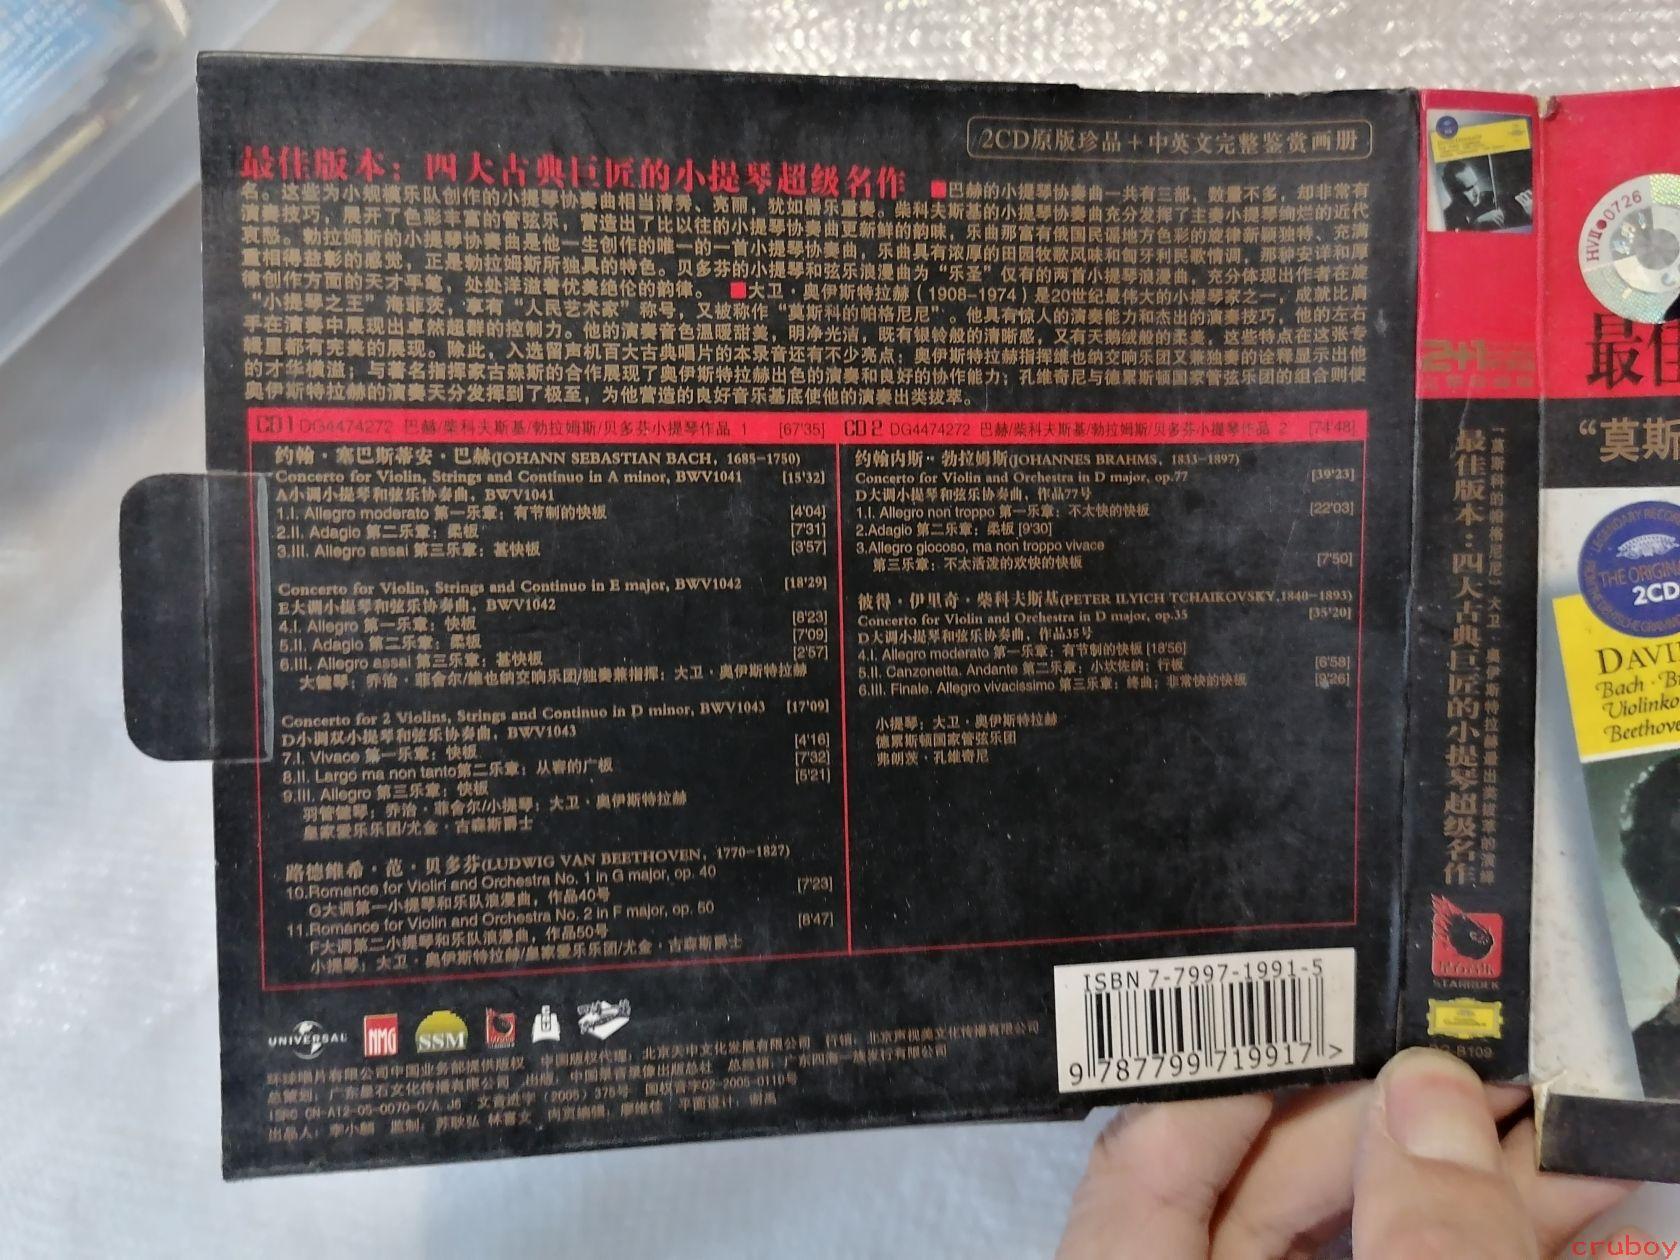 2CD原版珍品+中英文完整鉴赏画册
最佳版本：四大古典巨匠的小提琴超级名作 ■巴赫的小提琴协奏曲一共有三部，数量不多，却非常有
名。这些为小规模乐队创作的小提琴协奏曲相当清秀、亮丽，犹如器乐重奏。柴科夫斯基的小提琴协奏曲充分发挥了主奏小提琴绚烂的近代
演奏技巧，展开了色彩丰富的管弦乐，营造出了比以往的小提琴协奏曲更新鲜的韵味，乐曲那富有俄国民谣地方色彩的旋律新颖独特、充满
哀愁。勃拉姆斯的小提琴协奏曲是他一生创作的唯一的一首小提琴协奏曲，乐曲具有浓厚的田园牧歌风味和匈牙利民歌情调，那种安详和厚
重相得益彰的感觉，正是勃拉姆斯所独具的特色。贝多芬的小提琴和弦乐浪漫曲为“乐圣”仅有的两首小提琴浪漫曲，充分体现出作者在旋
律创作方面的天才手笔，处处洋溢着优美绝伦的韵律。 ■大卫·奥伊斯特拉赫（1908-1974）是20世纪最伟大的小提琴家之一，成就比肩
“小提琴之王”海菲茨，享有“人民艺术家”称号，又被称作“莫斯科的帕格尼尼”。他具有惊人的演奏能力和杰出的演奏技巧，他的左右
手在演奏中展现出卓然超群的控制力。他的演奏音色温暖甜美，明净光洁，既有银铃般的清晰感，又有天鹅绒般的柔美，这些特点在这张专
辑里都有完美的展现。除此，入选留声机百大古典唱片的本录音还有不少亮点：奥伊斯特拉赫指挥维也纳交响乐团又兼独奏的诠释显示出他
的才华横溢；与著名指挥家古森斯的合作展现了奥伊斯特拉赫出色的演奏和良好的协作能力；孔维奇尼与德累斯顿国家管弦乐团的组合则使
奥伊斯特拉赫的演奏天分发挥到了极至，为他营造的良好音乐基底使他的演奏出类拔萃。
CD1 DG4474272 巴赫/柴科夫斯基/勃拉姆斯/贝多芬小提琴作品 1 [67'35]
约翰·塞巴斯蒂安·巴赫(JOHANN SEBASTIAN BACH, 1685-1750)
Concerto for Violin, Strings and Continuo in A minor, BWV1041 [15'32]
A小调小提琴和弦乐协奏曲，BWV1041
1.I. Allegro moderato 第一乐章：有节制的快板 [4'04]
2.II. Adagio 第二乐章：柔板 [7'31]
3.III. Allegro assai 第三乐章：甚快板 [3'57]
Concerto for Violin, Strings and Continuo in E major, BWV1042 [18'29]
E大调小提琴和弦乐协奏曲，BWV1042
4.I. Allegro 第一乐章：快板 [8'23]
5.II. Adagio 第二乐章：柔板 [7'09]
6.III. Allegro assai 第三乐章：甚快板 [2'57]
大键琴：乔治·菲舍尔/维也纳交响乐团/独奏兼指挥：大卫·奥伊斯特拉赫
Concerto for 2 Violins, Strings and Continuo in D minor, BWV1043 [17'09]
D小调双小提琴和弦乐协奏曲，BWV1043
7.I. Vivace 第一乐章：快板 [4'16]
8.II. Largo ma non tanto第二乐章：从容的广板 [7'32]
9.III. Allegro 第三乐章：快板 [5'21]
羽管键琴：乔治·菲舍尔/小提琴：大卫·奥伊斯特拉赫
皇家爱乐乐团/尤金·古森斯爵士
路德维希·范·贝多芬(LUDWIG VAN BEETHOVEN, 1770-1827)
10.Romance for Violin and Orchestra No. 1 in G major, op. 40 [7'23]
G大调第一小提琴和乐队浪漫曲，作品40号
11.Romance for Violin and Orchestra No. 2 in F major, op. 50 [8'47]
F大调第二小提琴和乐队浪漫曲，作品50号
小提琴：大卫·奥伊斯特拉赫/皇家爱乐乐团/尤金·古森斯爵士
CD2 DG4474272 巴赫/柴科夫斯基/勃拉姆斯/贝多芬小提琴作品 2 [74'48]
约翰内斯·勃拉姆斯(JOHANNES BRAHMS, 1833-1897)
Concerto for Violin and Orchestra in D major, op.77 [39'23]
D大调小提琴和弦乐协奏曲，作品77号
1.I. Allegro non troppo 第一乐章：不太快的快板 [22'03]
2.Adagio 第二乐章：柔板 [9'30]
3.Allegro giocoso, ma non troppo vivace
第三乐章：不太活泼的欢快的快板 [7'50]
彼得·伊里奇·柴科夫斯基(PETER ILYICH TCHAIKOVSKY,1840-1893)
Concerto for Violin and Orchestra in D major, op.35 [35'20]
D大调小提琴和弦乐协奏曲，作品35号
4.I. Allegro moderato 第一乐章：有节制的快板 [18'56]
5.II. Canzonetta. Andante 第二乐章：小坎佐纳；行板 [6'58]
6.III. Finale. Allegro vivacissimo 第三乐章：终曲；非常快的快板 [9'26]
小提琴：大卫·奥伊斯特拉赫
德累斯顿国家管弦乐团
弗朗茨·孔维奇尼
UNIVERSAL
NMG
SSM
环球唱片有限公司中国业务部提供版权 中国版权代理：北京天中文化发展有限公司 行销：北京声视美文化传播有限公司
总策划：广东星石文化传播有限公司 出版：中国录音录像出版总社 总经销：广东四海一族发行有限公司
ISRC CN-A12-05-0070-0/A.J6 文音进字（2005）376号 国权音字02-2005-0110号
出品人：李小麟 监制：苏耿弘 林喜文
ISBN 7-7997-1991-5
9 787799 719917 >
2+1
“莫斯科的帕格尼尼”大卫·奥伊斯特拉赫最出类拔萃的演绎
最佳版本：四大古典巨匠的小提琴超级名作
STARRDEK
HVII●0726
最佳
“莫斯
THE ORIGINA
2CD
DAVI
Bach · B
Violinko
Beethove
cruboy